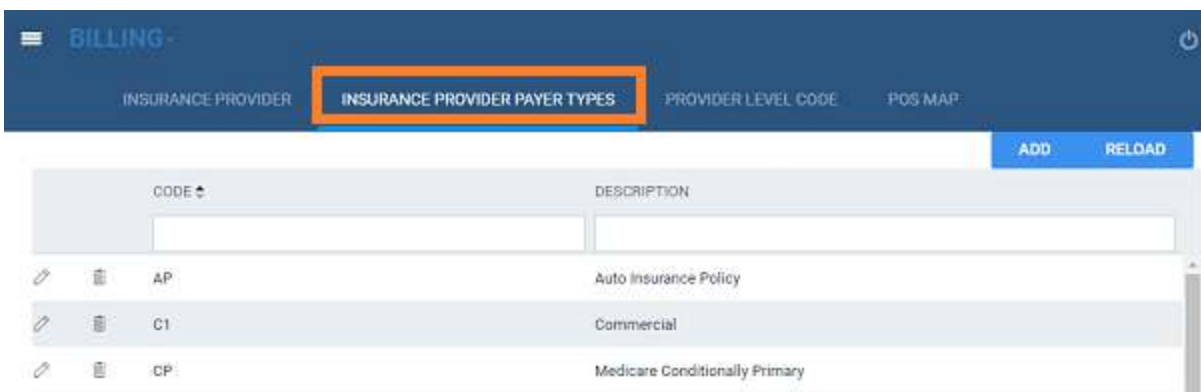 BILLING-
INSURANCE PROVIDER INSURANCE PROVIDER PAYER TYPES PROVIDER LEVEL CODE POS MAP
ADD RELOAD
CODE DESCRIPTION
AP Auto Insurance Policy
C1 Commercial
CP Medicare Conditionally Primary